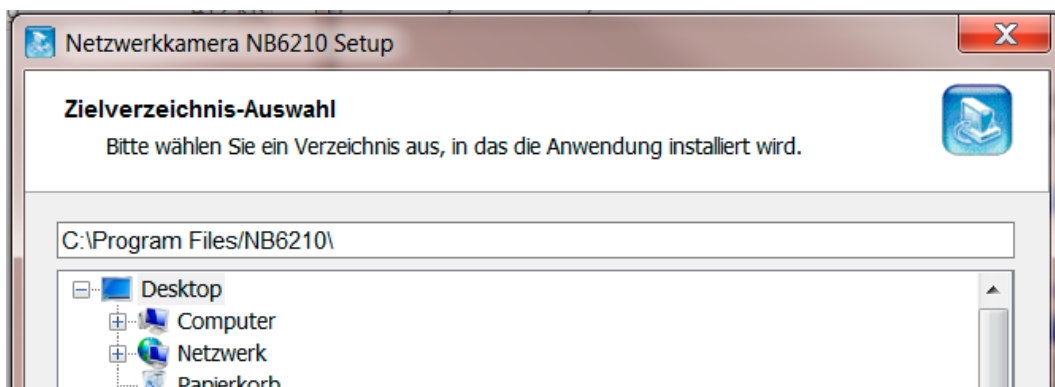 Netzwerkkamera NB6210 Setup
Zielverzeichnis-Auswahl
Bitte wählen Sie ein Verzeichnis aus, in das die Anwendung installiert wird.
C:\Program Files/NB6210\
Desktop
Computer
Netzwerk
Papierkorb